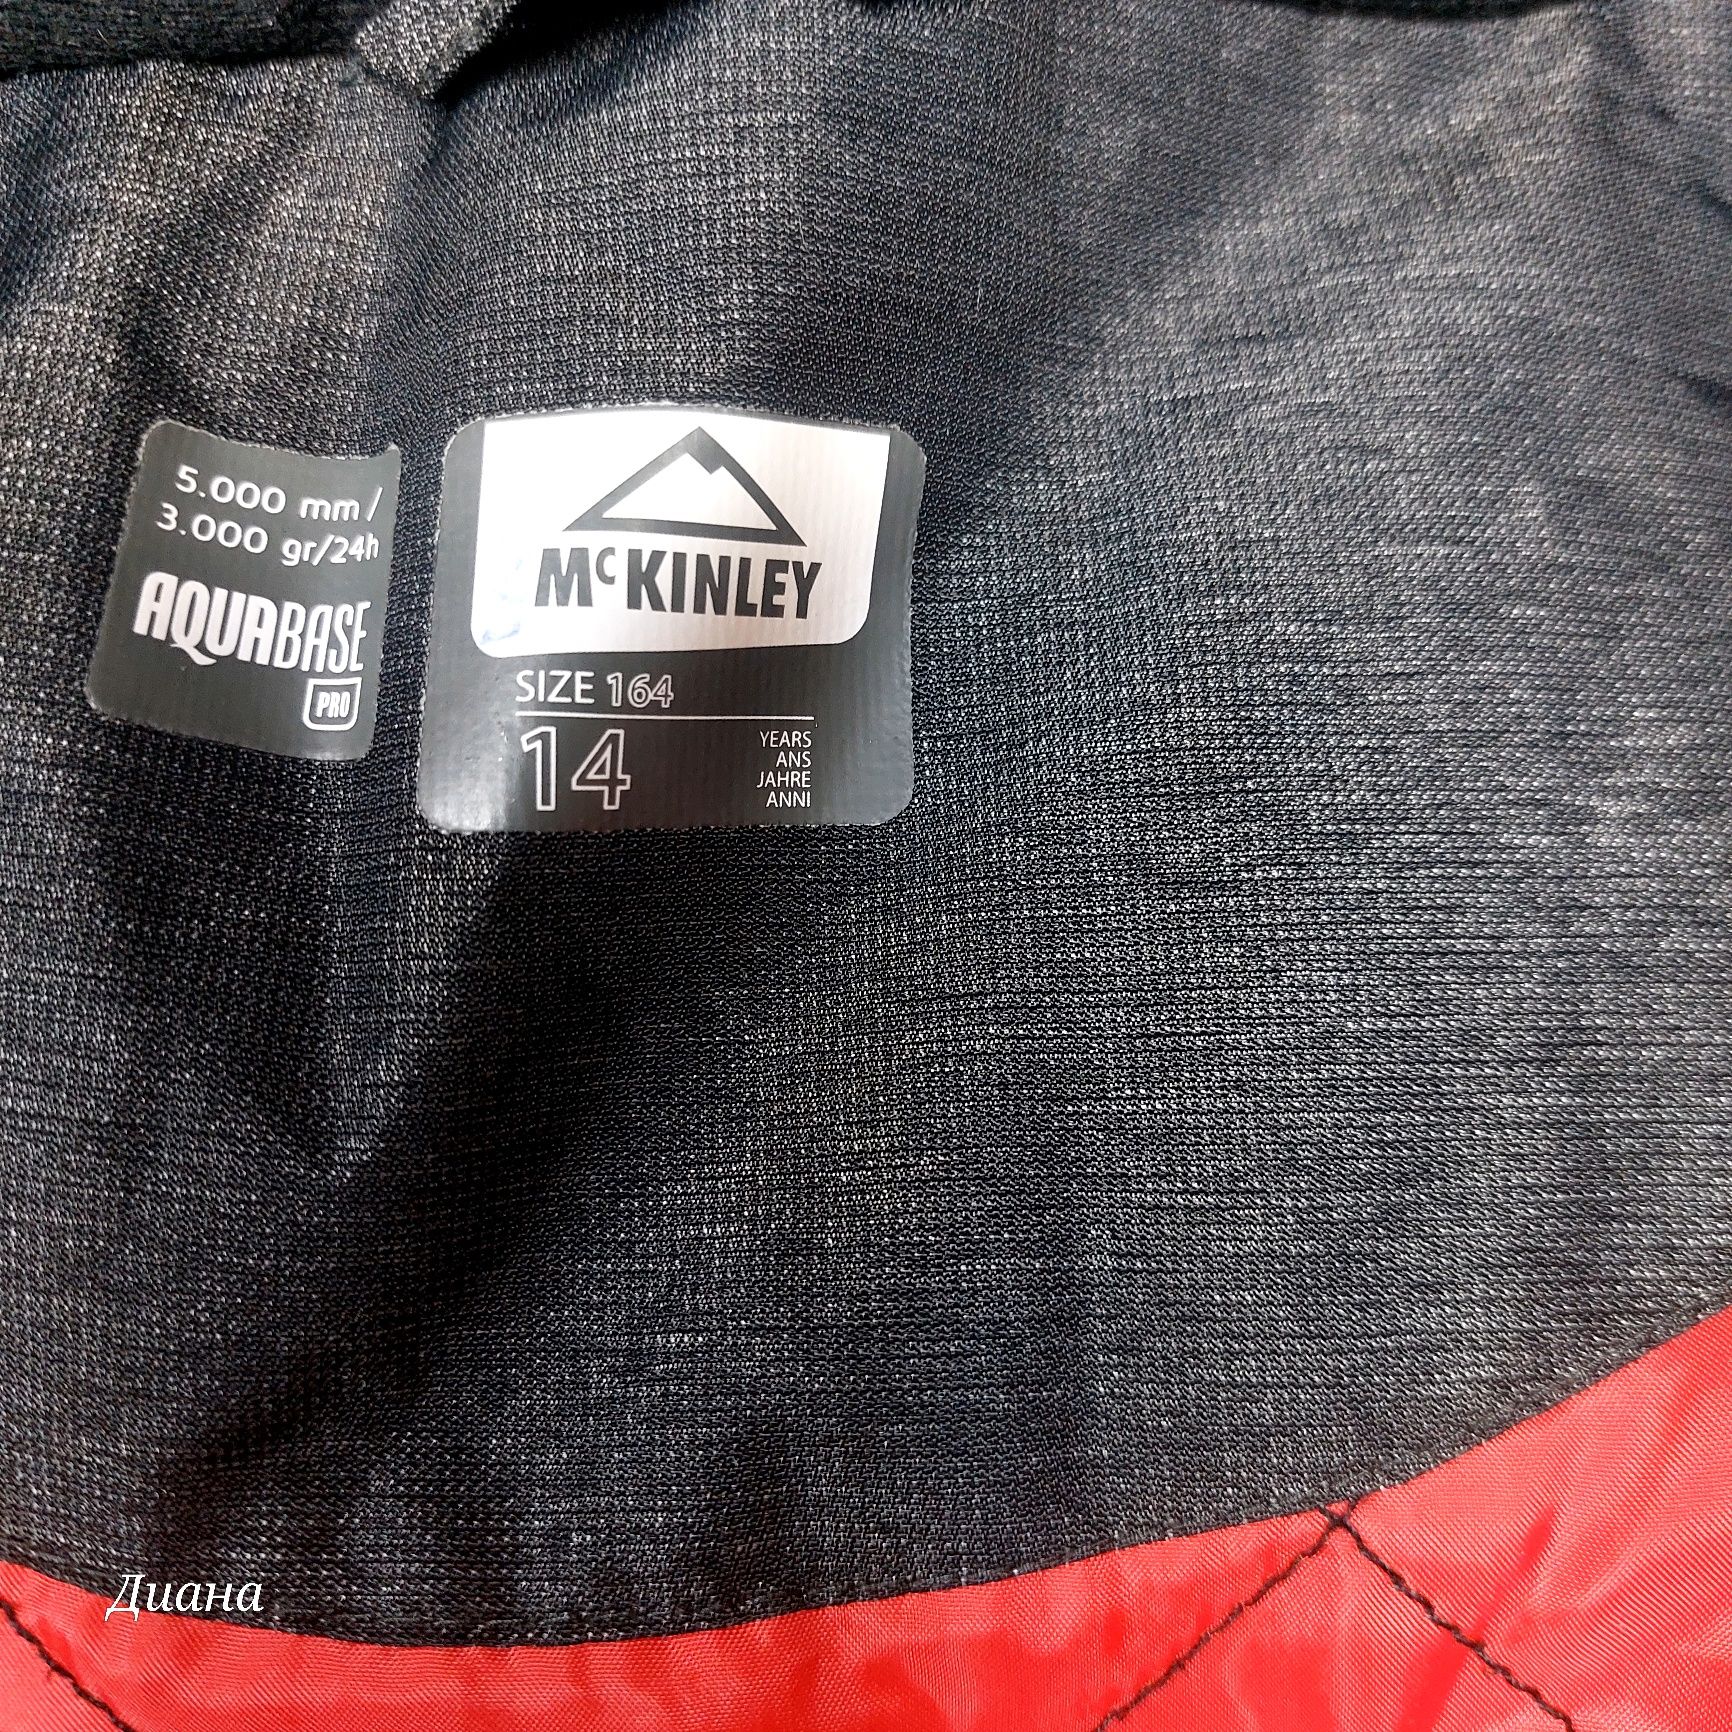 5.000 mm/
3.000 gr/24h
AQUABASE
PRO
McKINLEY
SIZE 164
14
YEARS
ANS
JAHRE
ANNI
Диана